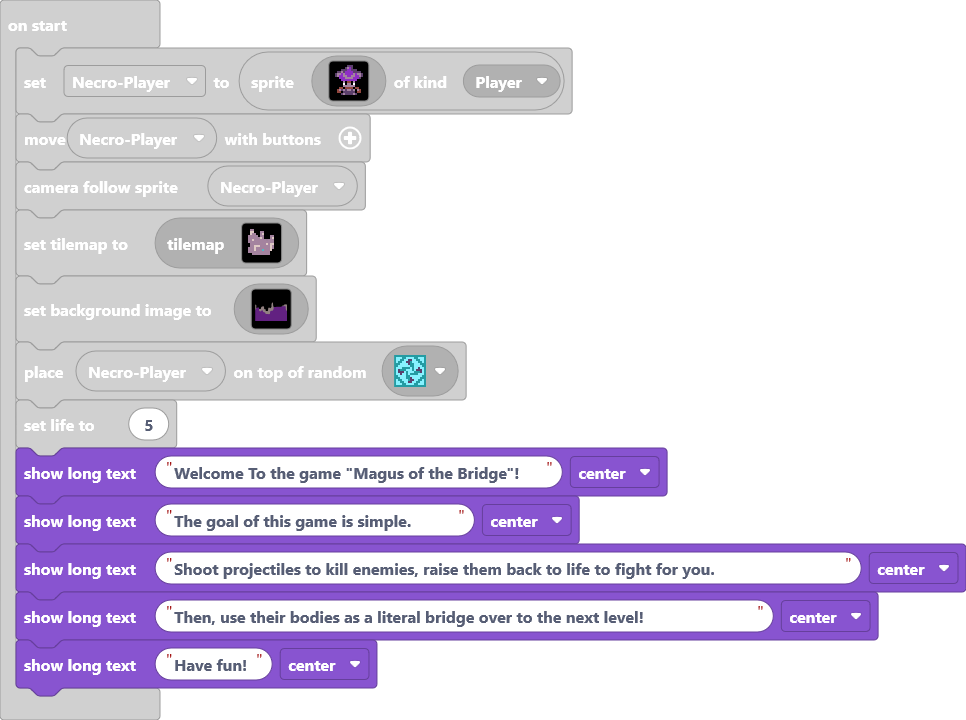 on start
set Necro-Player to sprite of kind Player
move Necro-Player with buttons
camera follow sprite Necro-Player
set tilemap to tilemap
set background image to
place Necro-Player on top of random
set life to 5
show long text "Welcome To the game "Magus of the Bridge"! " center
show long text "The goal of this game is simple. " center
show long text "Shoot projectiles to kill enemies, raise them back to life to fight for you. " center
show long text "Then, use their bodies as a literal bridge over to the next level! " center
show long text "Have fun! " center